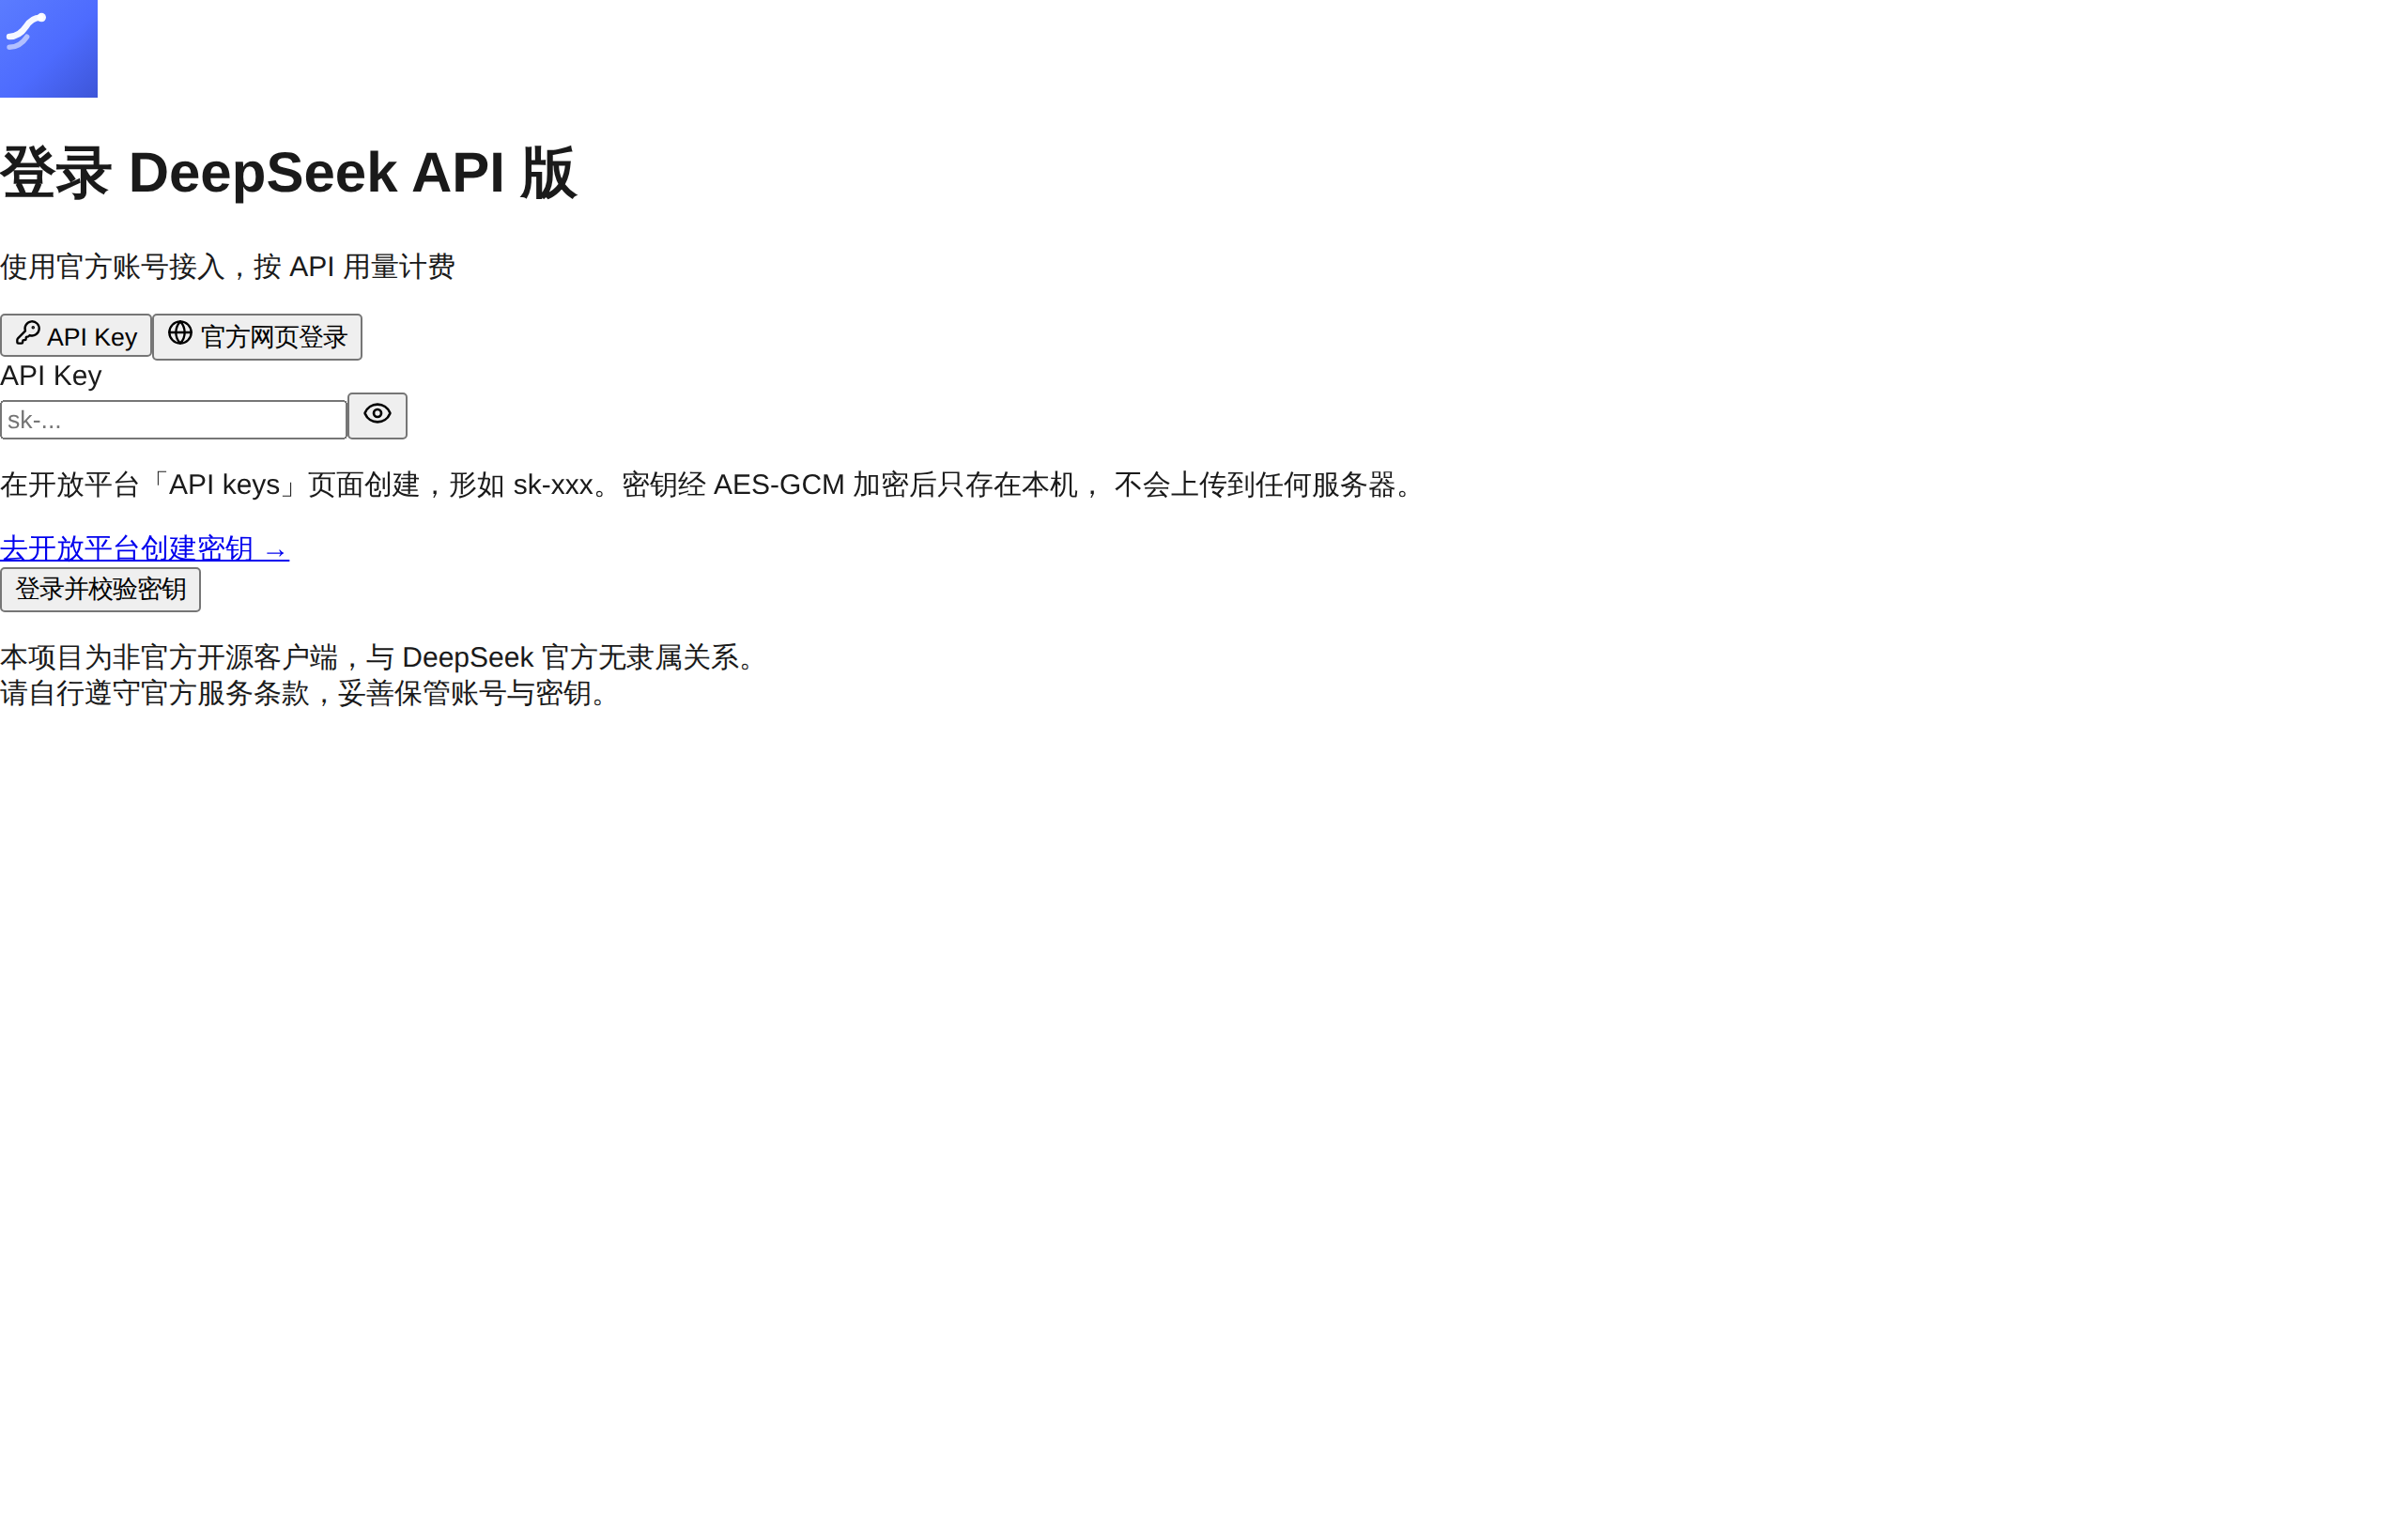 登录 DeepSeek API 版
使用官方账号接入，按 API 用量计费
API Key
官方网页登录
API Key
sk-...
在开放平台「API keys」页面创建，形如 sk-xxx。密钥经 AES-GCM 加密后只存在本机， 不会上传到任何服务器。
去开放平台创建密钥 →
登录并校验密钥
本项目为非官方开源客户端，与 DeepSeek 官方无隶属关系。
请自行遵守官方服务条款，妥善保管账号与密钥。